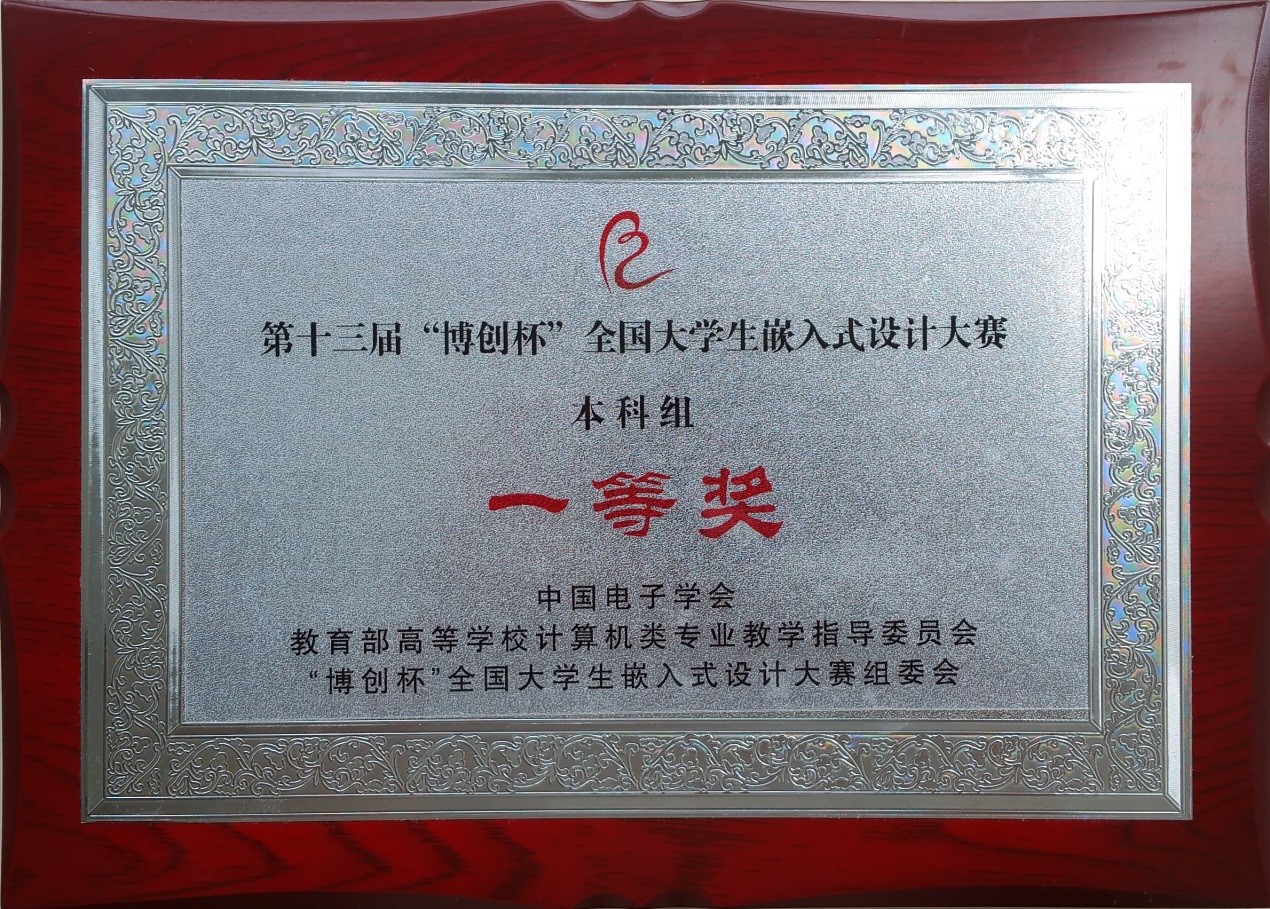 第十三届“博创杯”全国大学生嵌入式设计大赛
本科组
一等奖
中国电子学会
教育部高等学校计算机类专业教学指导委员会
“博创杯”全国大学生嵌入式设计大赛组委会